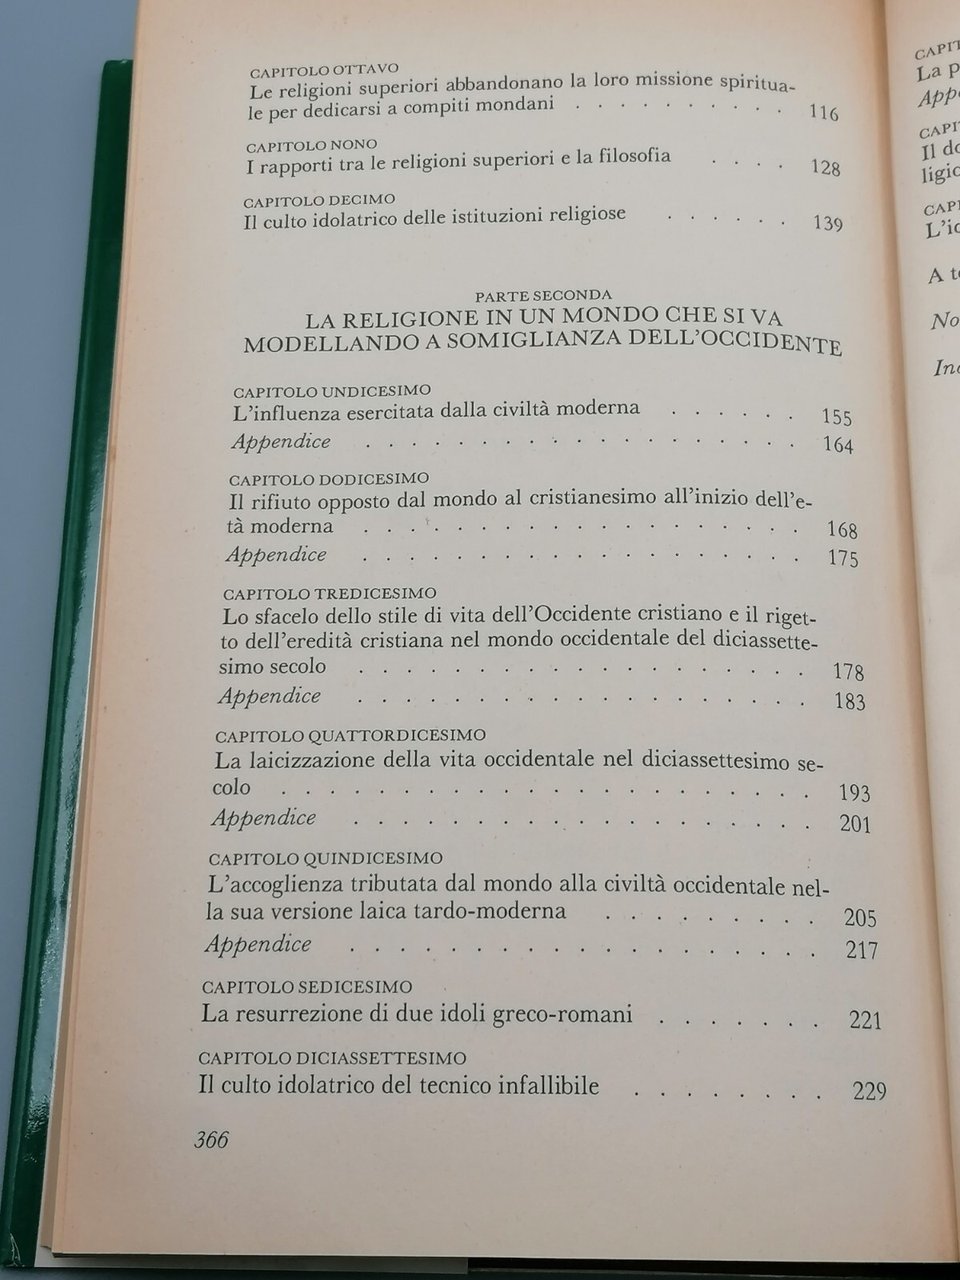 CAPITOLO OTTAVO
Le religioni superiori abbandonano la loro missione spiritua-
le per dedicarsi a compiti mondani . . . . . . . . . . 116
CAPITOLO NONO
I rapporti tra le religioni superiori e la filosofia . . . . 128
CAPITOLO DECIMO
Il culto idolatrico delle istituzioni religiose . . . . . . 139
PARTE SECONDA
LA RELIGIONE IN UN MONDO CHE SI VA
MODELLANDO A SOMIGLIANZA DELL'OCCIDENTE
CAPITOLO UNDICESIMO
L'influenza esercitata dalla civiltà moderna . . . . . . 155
Appendice . . . . . . . . . . . . . . . 164
CAPITOLO DODICESIMO
Il rifiuto opposto dal mondo al cristianesimo all'inizio dell'e-
tà moderna . . . . . . . . . . . . . . . 168
Appendice . . . . . . . . . . . . . . . 175
CAPITOLO TREDICESIMO
Lo sfacelo dello stile di vita dell'Occidente cristiano e il riget-
to dell'eredità cristiana nel mondo occidentale del diciassette-
simo secolo . . . . . . . . . . . . . . . 178
Appendice . . . . . . . . . . . . . . . 183
CAPITOLO QUATTORDICESIMO
La laicizzazione della vita occidentale nel diciassettesimo se-
colo . . . . . . . . . . . . . . . . . . 193
Appendice . . . . . . . . . . . . . . . 201
CAPITOLO QUINDICESIMO
L'accoglienza tributata dal mondo alla civiltà occidentale nel-
la sua versione laica tardo-moderna . . . . . . . . . 205
Appendice . . . . . . . . . . . . . . . 217
CAPITOLO SEDICESIMO
La resurrezione di due idoli greco-romani . . . . . . . 221
CAPITOLO DICIASSETTESIMO
Il culto idolatrico del tecnico infallibile . . . . . . . . 229
366